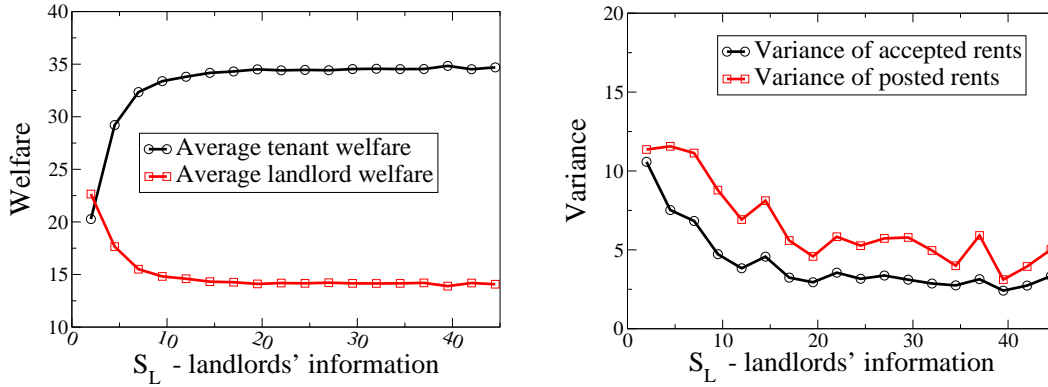 40
35
30
25
20
15
10
Welfare
0
10
20
30
40
S_L - landlords' information
Average tenant welfare
Average landlord welfare
20
15
10
5
0
Variance
0
10
20
30
40
S_L - landlords' information
Variance of accepted rents
Variance of posted rents